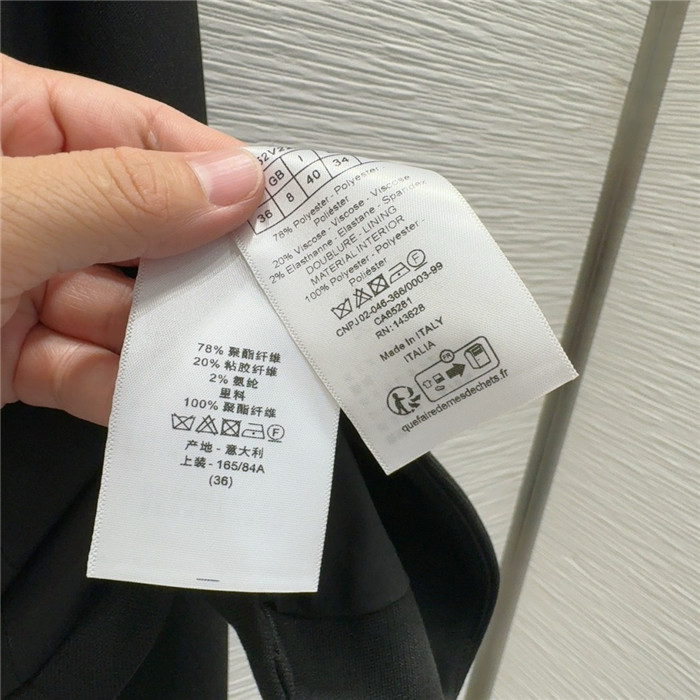 GB I
36 8 40 34
78% Polyester - Polyester
Poliéster
20% Viscose - Viscose - Viscose
2% Elasthanne - Elastane - Spandex
DOUBLURE - LINING
MATERIAL INTERIOR
100% Polyester - Polyester -
Poliéster
CNPJ 02-046-366/0003-99
CA65261
RN: 143628
Made in ITALY
ITALIA
FR
quefairedemesdechets.fr
78% 聚酯纤维
20% 粘胶纤维
2% 氨纶
里料
100% 聚酯纤维
F
产地 - 意大利
上装 - 165/84A
(36)